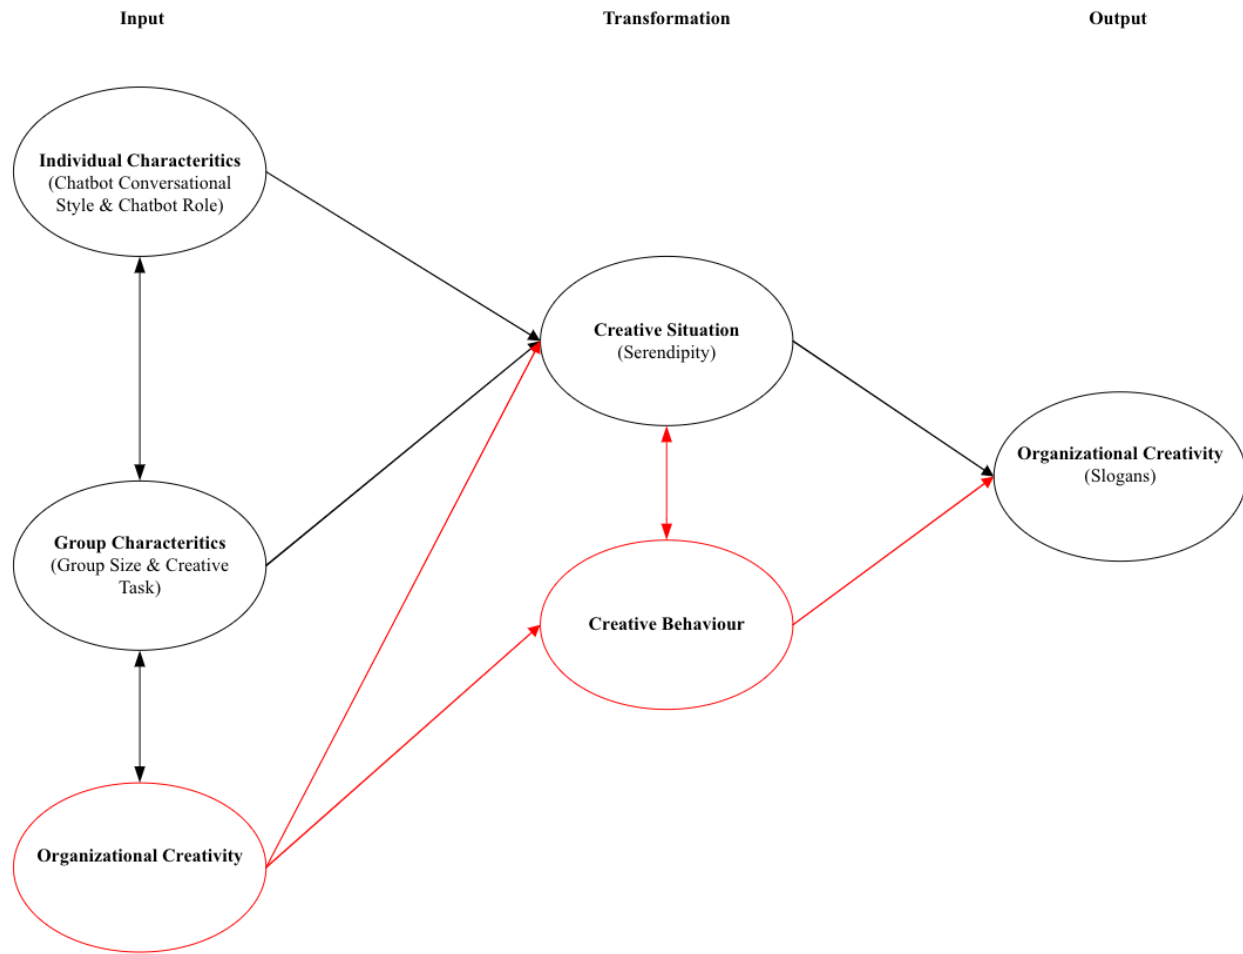 Input
Transformation
Output
Individual Characteritics
(Chatbot Conversational
Style & Chatbot Role)
Creative Situation
(Serendipity)
Organizational Creativity
(Slogans)
Group Characteritics
(Group Size & Creative
Task)
Creative Behaviour
Organizational Creativity